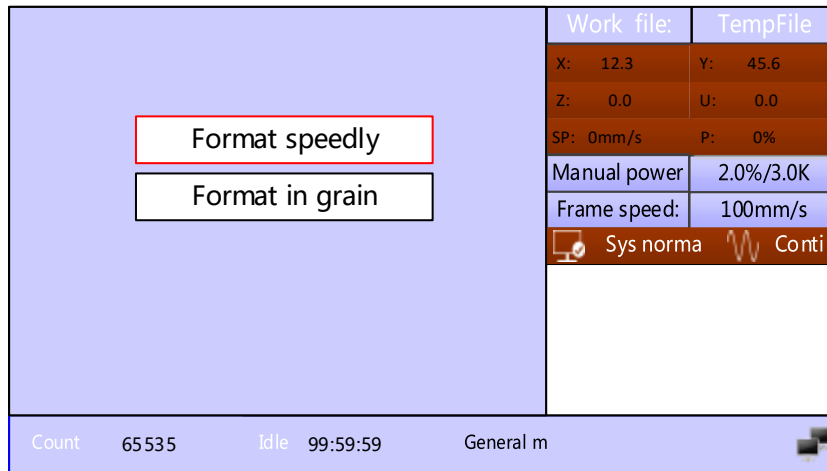 Work file: TempFile
X: 12.3 Y: 45.6
Z: 0.0 U: 0.0
SP: 0mm/s P: 0%
Manual power 2.0%/3.0K
Frame speed: 100mm/s
Sys norma Conti
Format speedly
Format in grain
Count 65535 Idle 99:59:59 General m